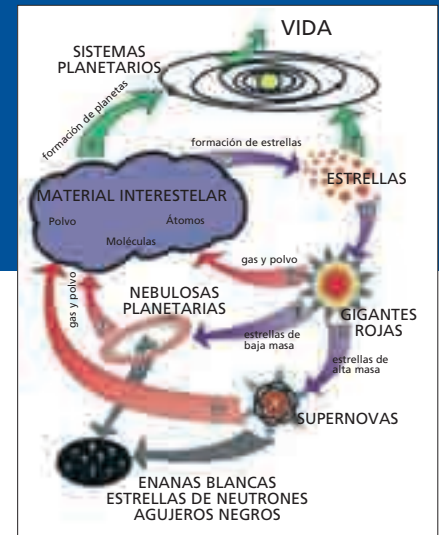 VIDA
SISTEMAS
PLANETARIOS
formación de planetas
formación de estrellas
ESTRELLAS
MATERIAL INTERESTELAR
Polvo
Átomos
Moléculas
gas y polvo
gas y polvo
NEBULOSAS
PLANETARIAS
GIGANTES
ROJAS
estrellas de
baja masa
estrellas de
alta masa
SUPERNOVAS
ENANAS BLANCAS
ESTRELLAS DE NEUTRONES
AGUJEROS NEGROS